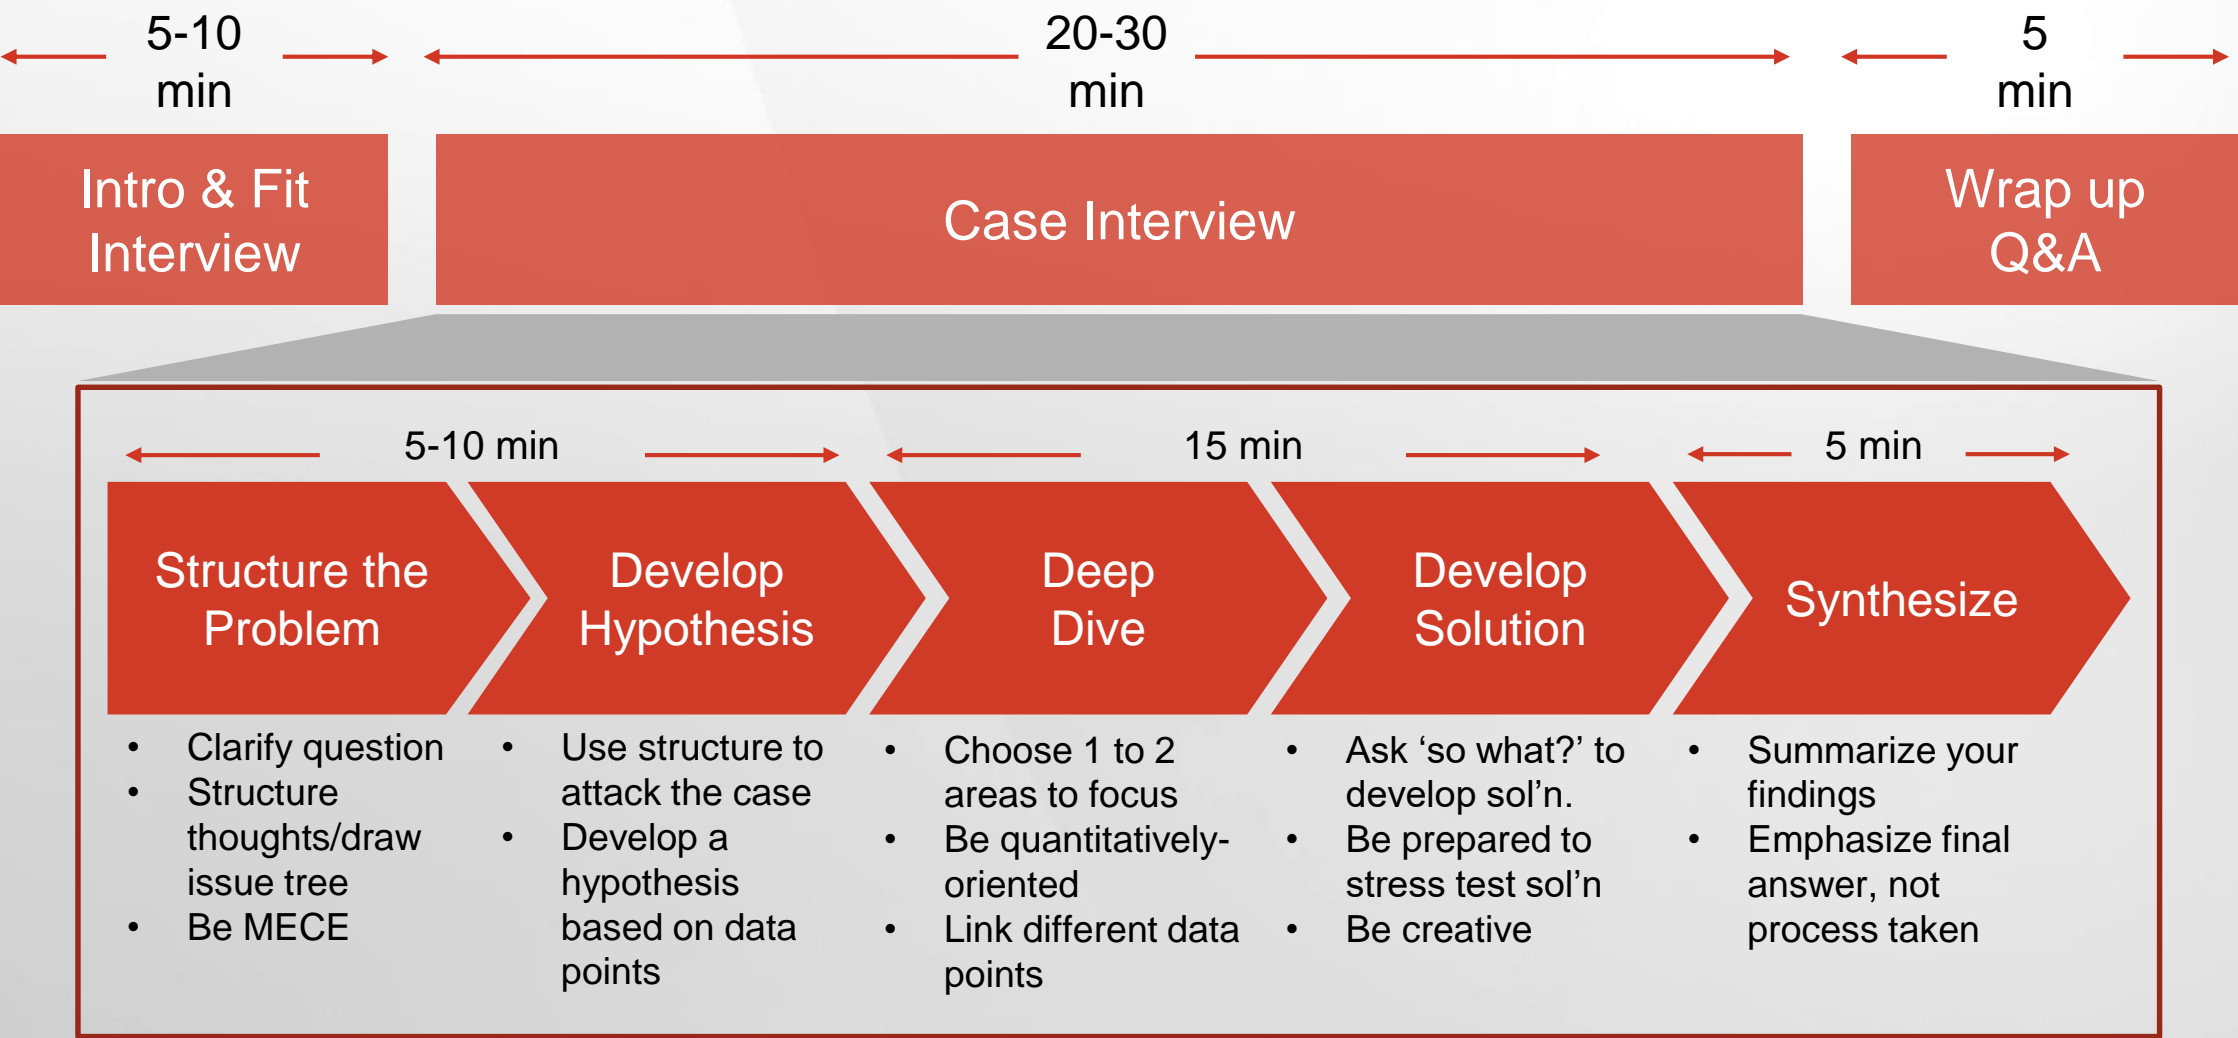 5-10
min
20-30
min
5
min
Intro & Fit
Interview
Case Interview
Wrap up
Q&A
5-10 min
15 min
5 min
Structure the
Problem
Develop
Hypothesis
Deep
Dive
Develop
Solution
Synthesize
• Clarify question
• Structure
thoughts/draw
issue tree
• Be MECE
• Use structure to
attack the case
• Develop a
hypothesis
based on data
points
• Choose 1 to 2
areas to focus
• Be quantitatively-
oriented
• Link different data
points
• Ask ‘so what?’ to
develop sol’n.
• Be prepared to
stress test sol’n
• Be creative
• Summarize your
findings
• Emphasize final
answer, not
process taken